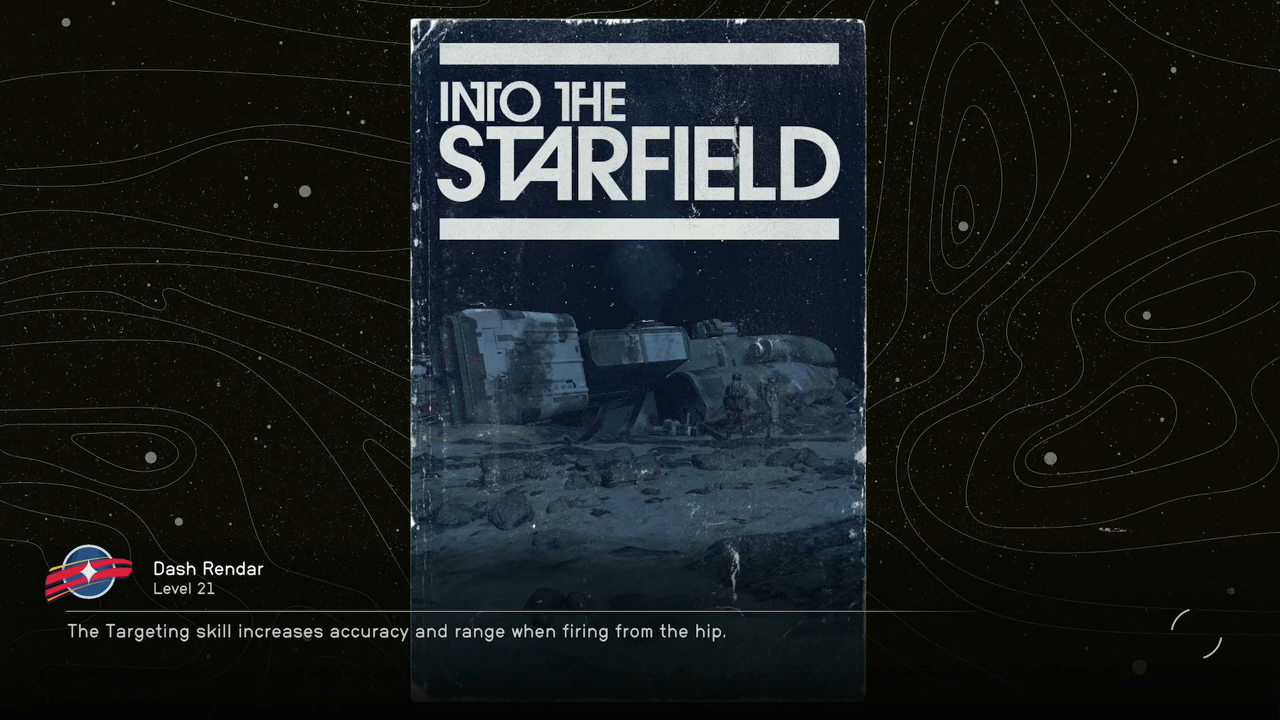 INTO THE
STARFIELD
Dash Rendar
Level 21
The Targeting skill increases accuracy and range when firing from the hip.